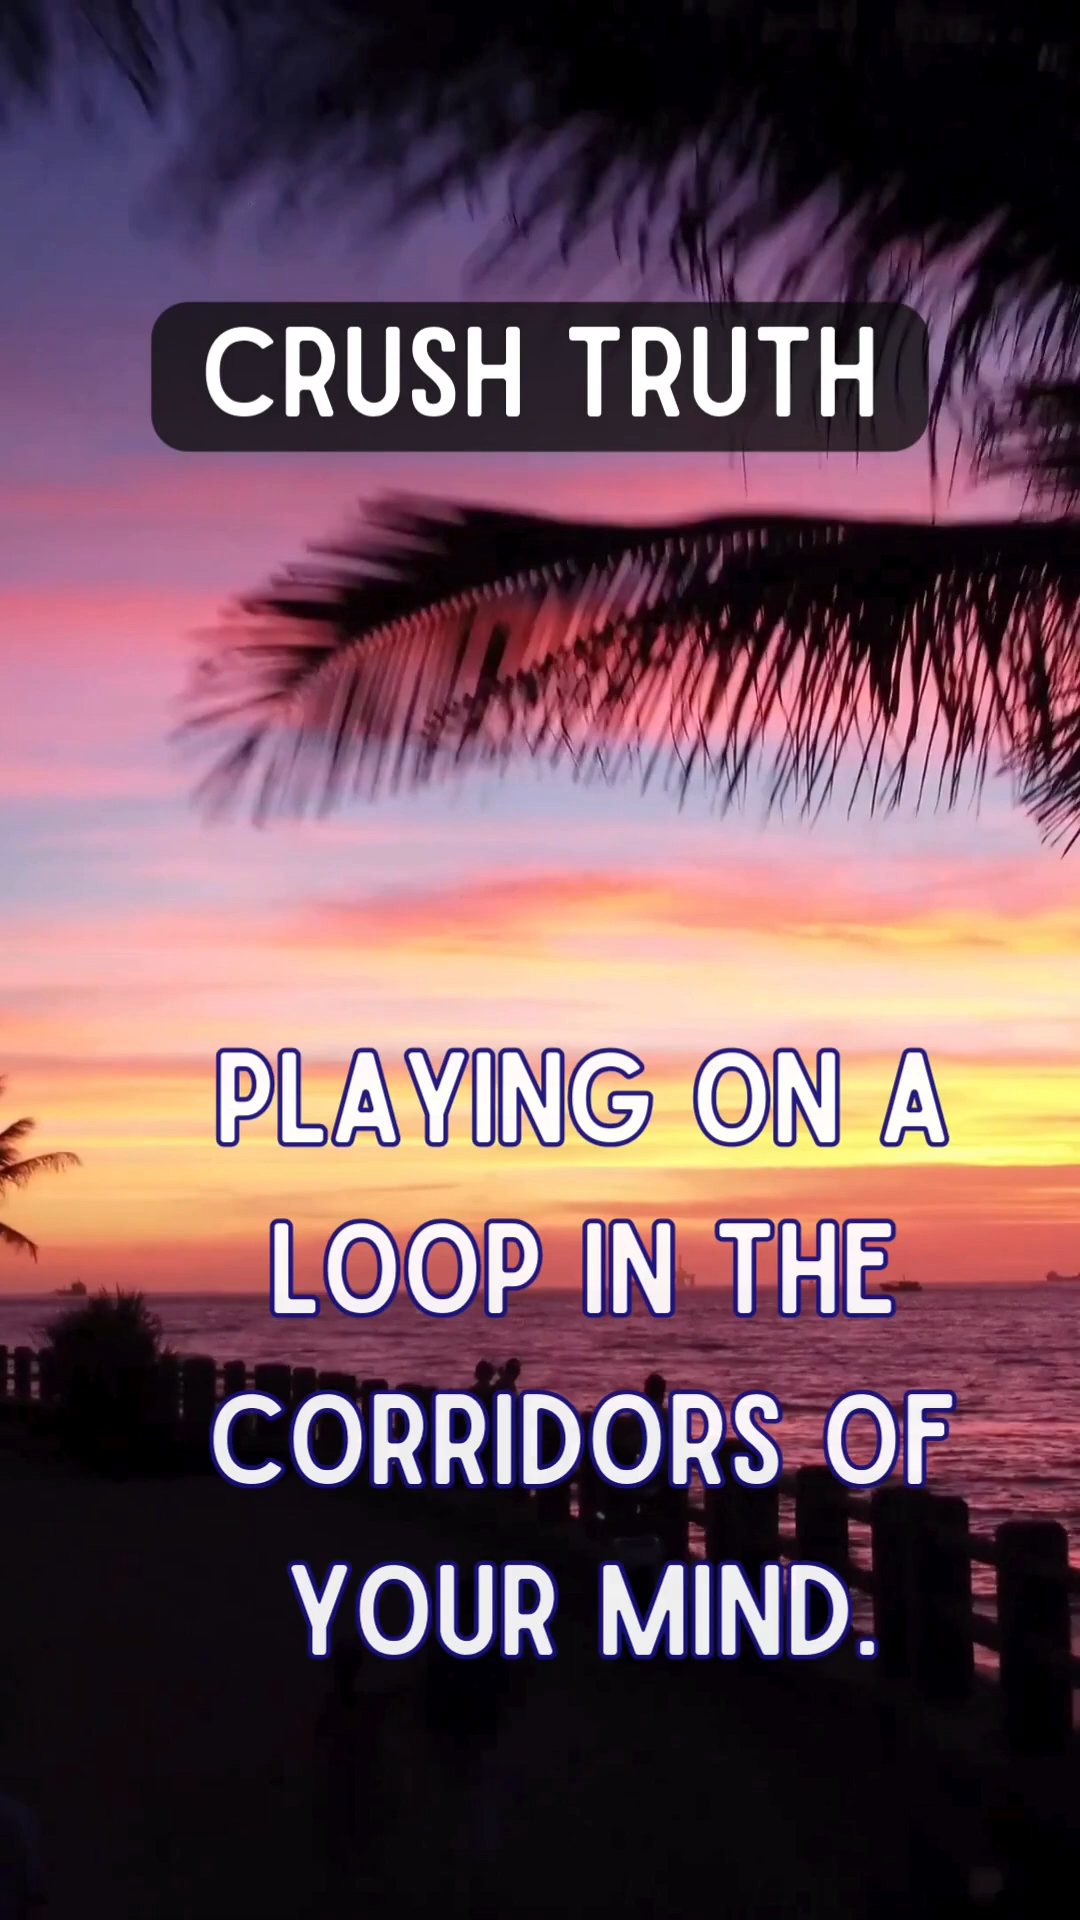 CRUSH TRUTH
PLAYING ON A
LOOP IN THE
CORRIDORS OF
YOUR MIND.